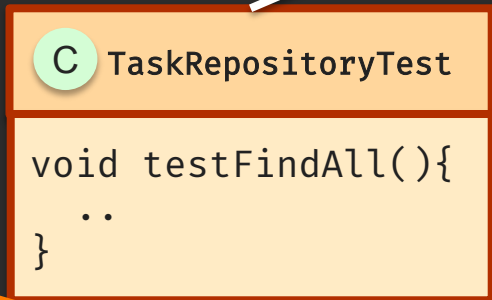 C TaskRepositoryTest
void testFindAll(){
..
}